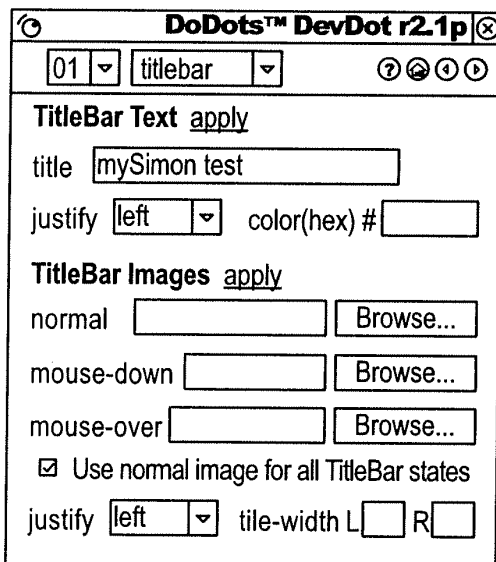 DoDots™ DevDot r2.1p
01 titlebar ?
TitleBar Text apply
title mySimon test
justify left color(hex) #
TitleBar Images apply
normal Browse...
mouse-down Browse...
mouse-over Browse...
Use normal image for all TitleBar states
justify left tile-width L R